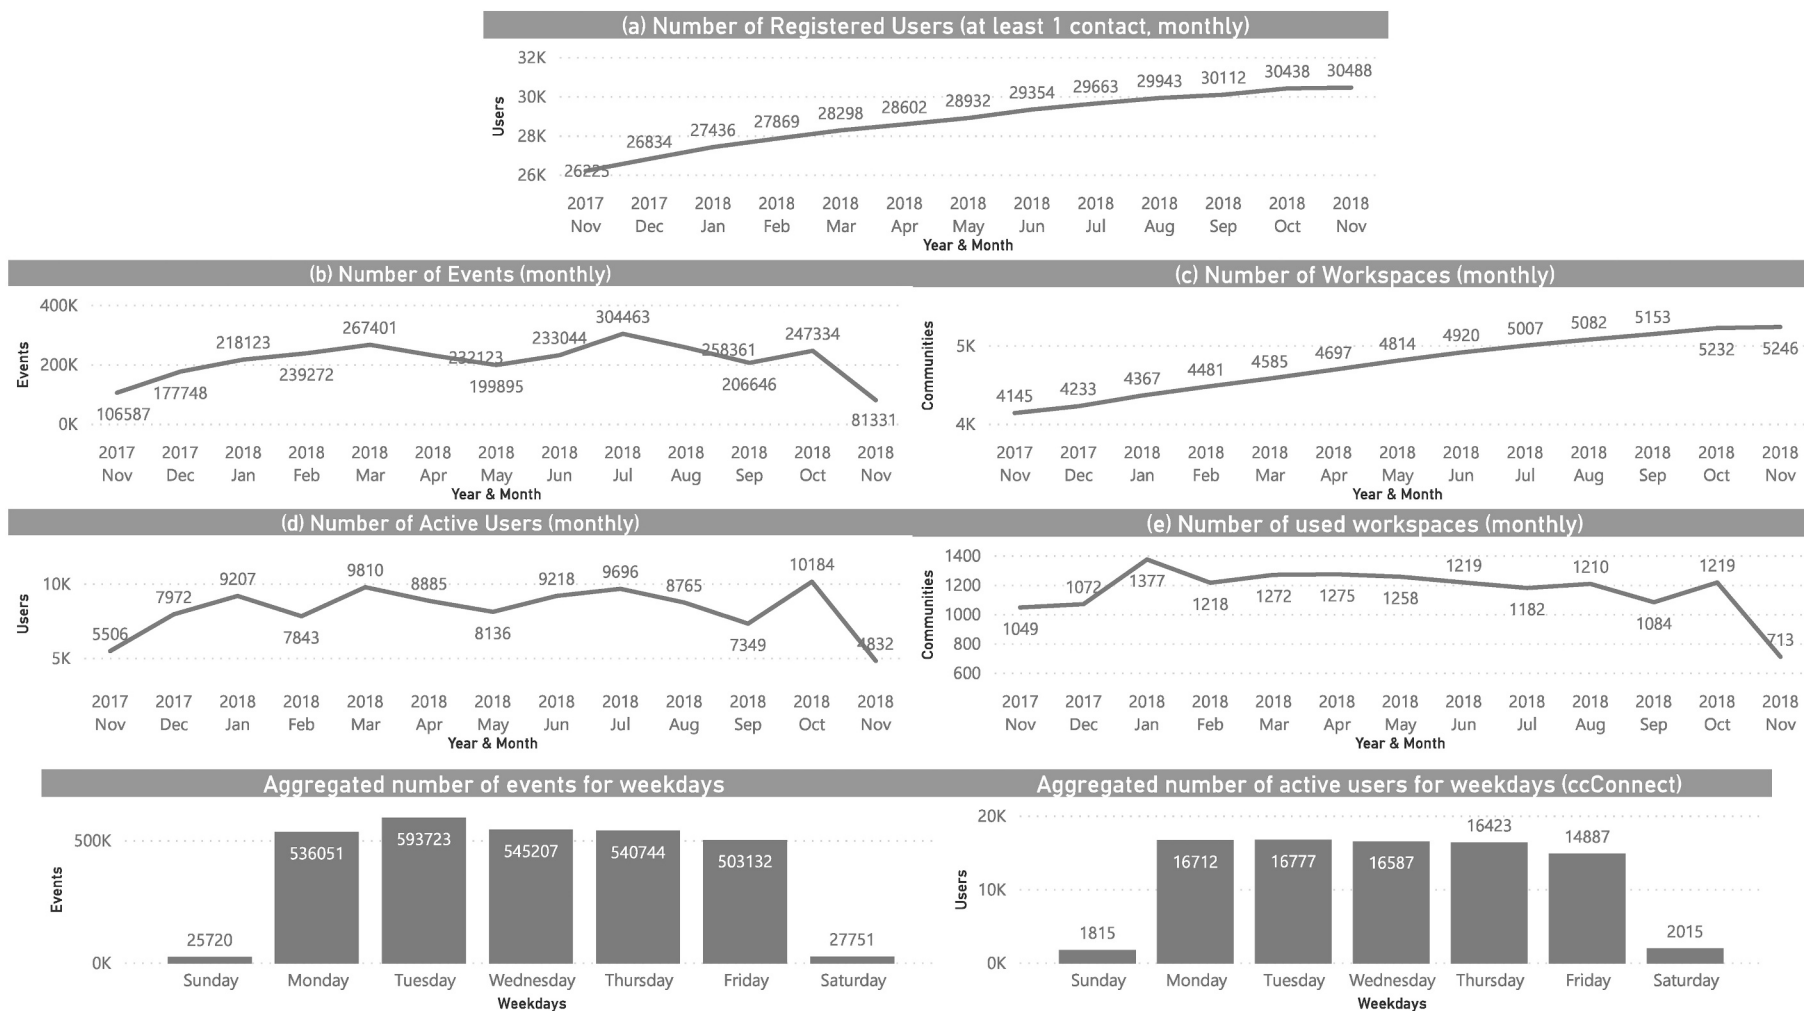 (a) Number of Registered Users (at least 1 contact, monthly)
32K
30K
28K
26K
Users
26225 26834 27436 27869 28298 28602 28932 29354 29663 29943 30112 30438 30488
2017 2017 2018 2018 2018 2018 2018 2018 2018 2018 2018 2018 2018
Nov Dec Jan Feb Mar Apr May Jun Jul Aug Sep Oct Nov
Year & Month
(b) Number of Events (monthly)
400K
200K
0K
Events
106587 177748 218123 239272 267401 232123 199895 233044 304463 258361 206646 247334 81331
2017 2017 2018 2018 2018 2018 2018 2018 2018 2018 2018 2018 2018
Nov Dec Jan Feb Mar Apr May Jun Jul Aug Sep Oct Nov
Year & Month
(c) Number of Workspaces (monthly)
5K
4K
Communities
4145 4233 4367 4481 4585 4697 4814 4920 5007 5082 5153 5232 5246
2017 2017 2018 2018 2018 2018 2018 2018 2018 2018 2018 2018 2018
Nov Dec Jan Feb Mar Apr May Jun Jul Aug Sep Oct Nov
Year & Month
(d) Number of Active Users (monthly)
10K
5K
Users
5506 7972 9207 7843 9810 8885 8136 9218 9696 8765 7349 10184 4832
2017 2017 2018 2018 2018 2018 2018 2018 2018 2018 2018 2018 2018
Nov Dec Jan Feb Mar Apr May Jun Jul Aug Sep Oct Nov
Year & Month
(e) Number of used workspaces (monthly)
1400
1200
1000
800
600
Communities
1049 1072 1377 1218 1272 1275 1258 1219 1182 1210 1084 1219 713
2017 2017 2018 2018 2018 2018 2018 2018 2018 2018 2018 2018 2018
Nov Dec Jan Feb Mar Apr May Jun Jul Aug Sep Oct Nov
Year & Month
Aggregated number of events for weekdays
500K
0K
Events
25720 536051 593723 545207 540744 503132 27751
Sunday Monday Tuesday Wednesday Thursday Friday Saturday
Weekdays
Aggregated number of active users for weekdays (ccConnect)
20K
10K
0K
Users
1815 16712 16777 16587 16423 14887 2015
Sunday Monday Tuesday Wednesday Thursday Friday Saturday
Weekdays